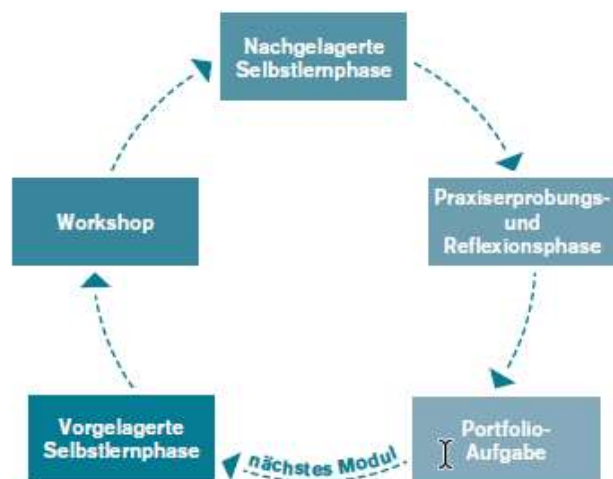 Nachgelagerte
Selbstlernphase
Praxiserprobungs-
und
Reflexionsphase
Workshop
Vorgelagerte
Selbstlernphase
nächstes Modul
Portfolio-
Aufgabe